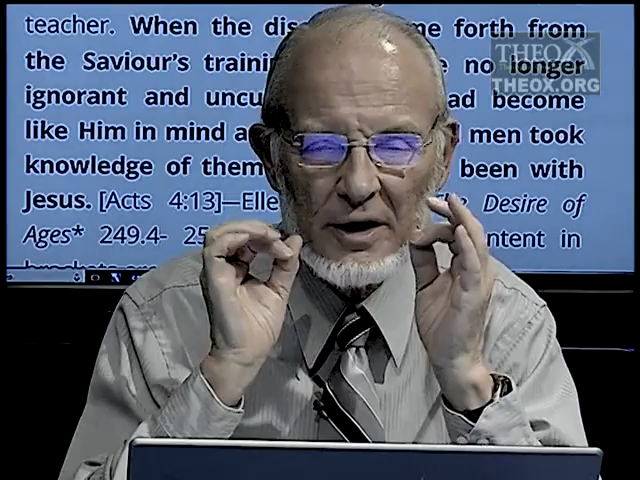 teacher. When the dis me forth from
the Saviour's traini e no longer
ignorant and uncu ad become
like Him in mind a men took
knowledge of them been with
Jesus. [Acts 4:13]—Elle The Desire of
Ages* 249.4- 25 ntent in
THEOX
THEOX.ORG